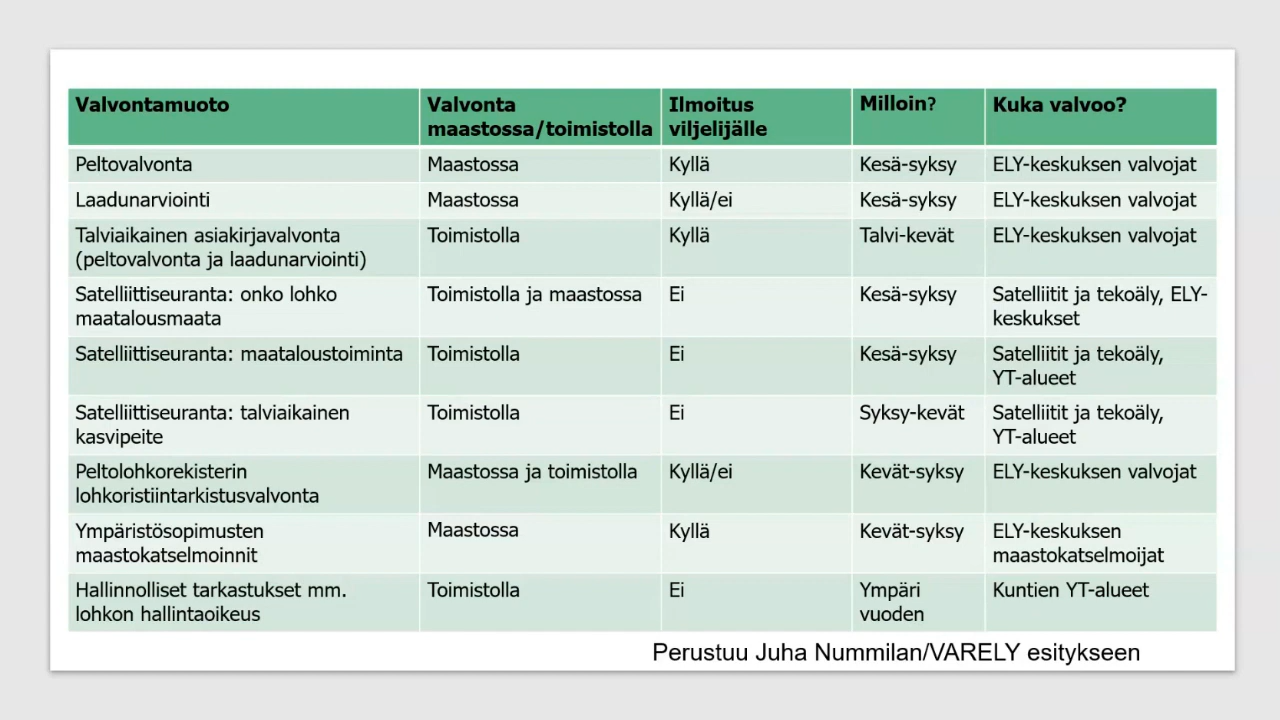 Valvontamuoto
Valvonta
maastossa/toimistolla
Ilmoitus
viljelijälle
Milloin?
Kuka valvoo?
Peltovalvonta
Maastossa
Kyllä
Kesä-syksy
ELY-keskuksen valvojat
Laadunarviointi
Maastossa
Kyllä/ei
Kesä-syksy
ELY-keskuksen valvojat
Talviaikainen asiakirjavalvonta
(peltovalvonta ja laadunarviointi)
Toimistolla
Kyllä
Talvi-kevät
ELY-keskuksen valvojat
Satelliittiseuranta: onko lohko
maatalousmaata
Toimistolla ja maastossa
Ei
Kesä-syksy
Satelliitit ja tekoäly, ELY-
keskukset
Satelliittiseuranta: maataloustoiminta
Toimistolla
Ei
Kesä-syksy
Satelliitit ja tekoäly,
YT-alueet
Satelliittiseuranta: talviaikainen
kasvipeite
Toimistolla
Ei
Syksy-kevät
Satelliitit ja tekoäly,
YT-alueet
Peltolohkorekisterin
lohkoristiintarkistusvalvonta
Maastossa ja toimistolla
Kyllä/ei
Kevät-syksy
ELY-keskuksen valvojat
Ympäristösopimusten
maastokatselmoinnit
Maastossa
Kyllä
Kevät-syksy
ELY-keskuksen
maastokatselmoijat
Hallinnolliset tarkastukset mm.
lohkon hallintaoikeus
Toimistolla
Ei
Ympäri
vuoden
Kuntien YT-alueet
Perustuu Juha Nummilan/VARELY esitykseen